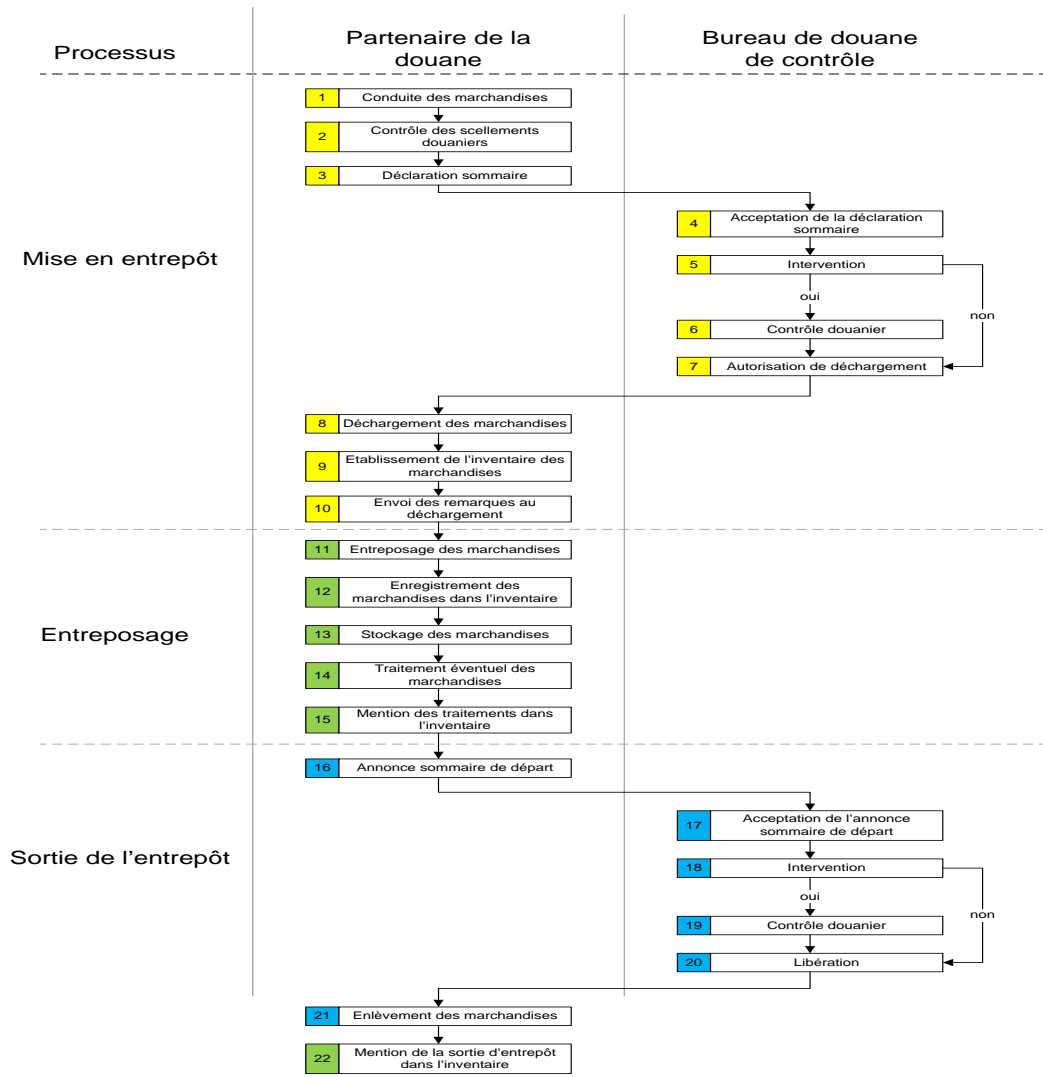 Processus
Partenaire de la
douane
Bureau de douane
de contrôle
1 Conduite des marchandises
2 Contrôle des scellements
douaniers
3 Déclaration sommaire
Mise en entrepôt
4 Acceptation de la déclaration
sommaire
5 Intervention
oui
non
6 Contrôle douanier
7 Autorisation de déchargement
8 Déchargement des marchandises
9 Etablissement de l'inventaire des
marchandises
10 Envoi des remarques au
déchargement
Entreposage
11 Entreposage des marchandises
12 Enregistrement des
marchandises dans l'inventaire
13 Stockage des marchandises
14 Traitement éventuel des
marchandises
15 Mention des traitements dans
l'inventaire
Sortie de l'entrepôt
16 Annonce sommaire de départ
17 Acceptation de l'annonce
sommaire de départ
18 Intervention
oui
non
19 Contrôle douanier
20 Libération
21 Enlèvement des marchandises
22 Mention de la sortie d'entrepôt
dans l'inventaire